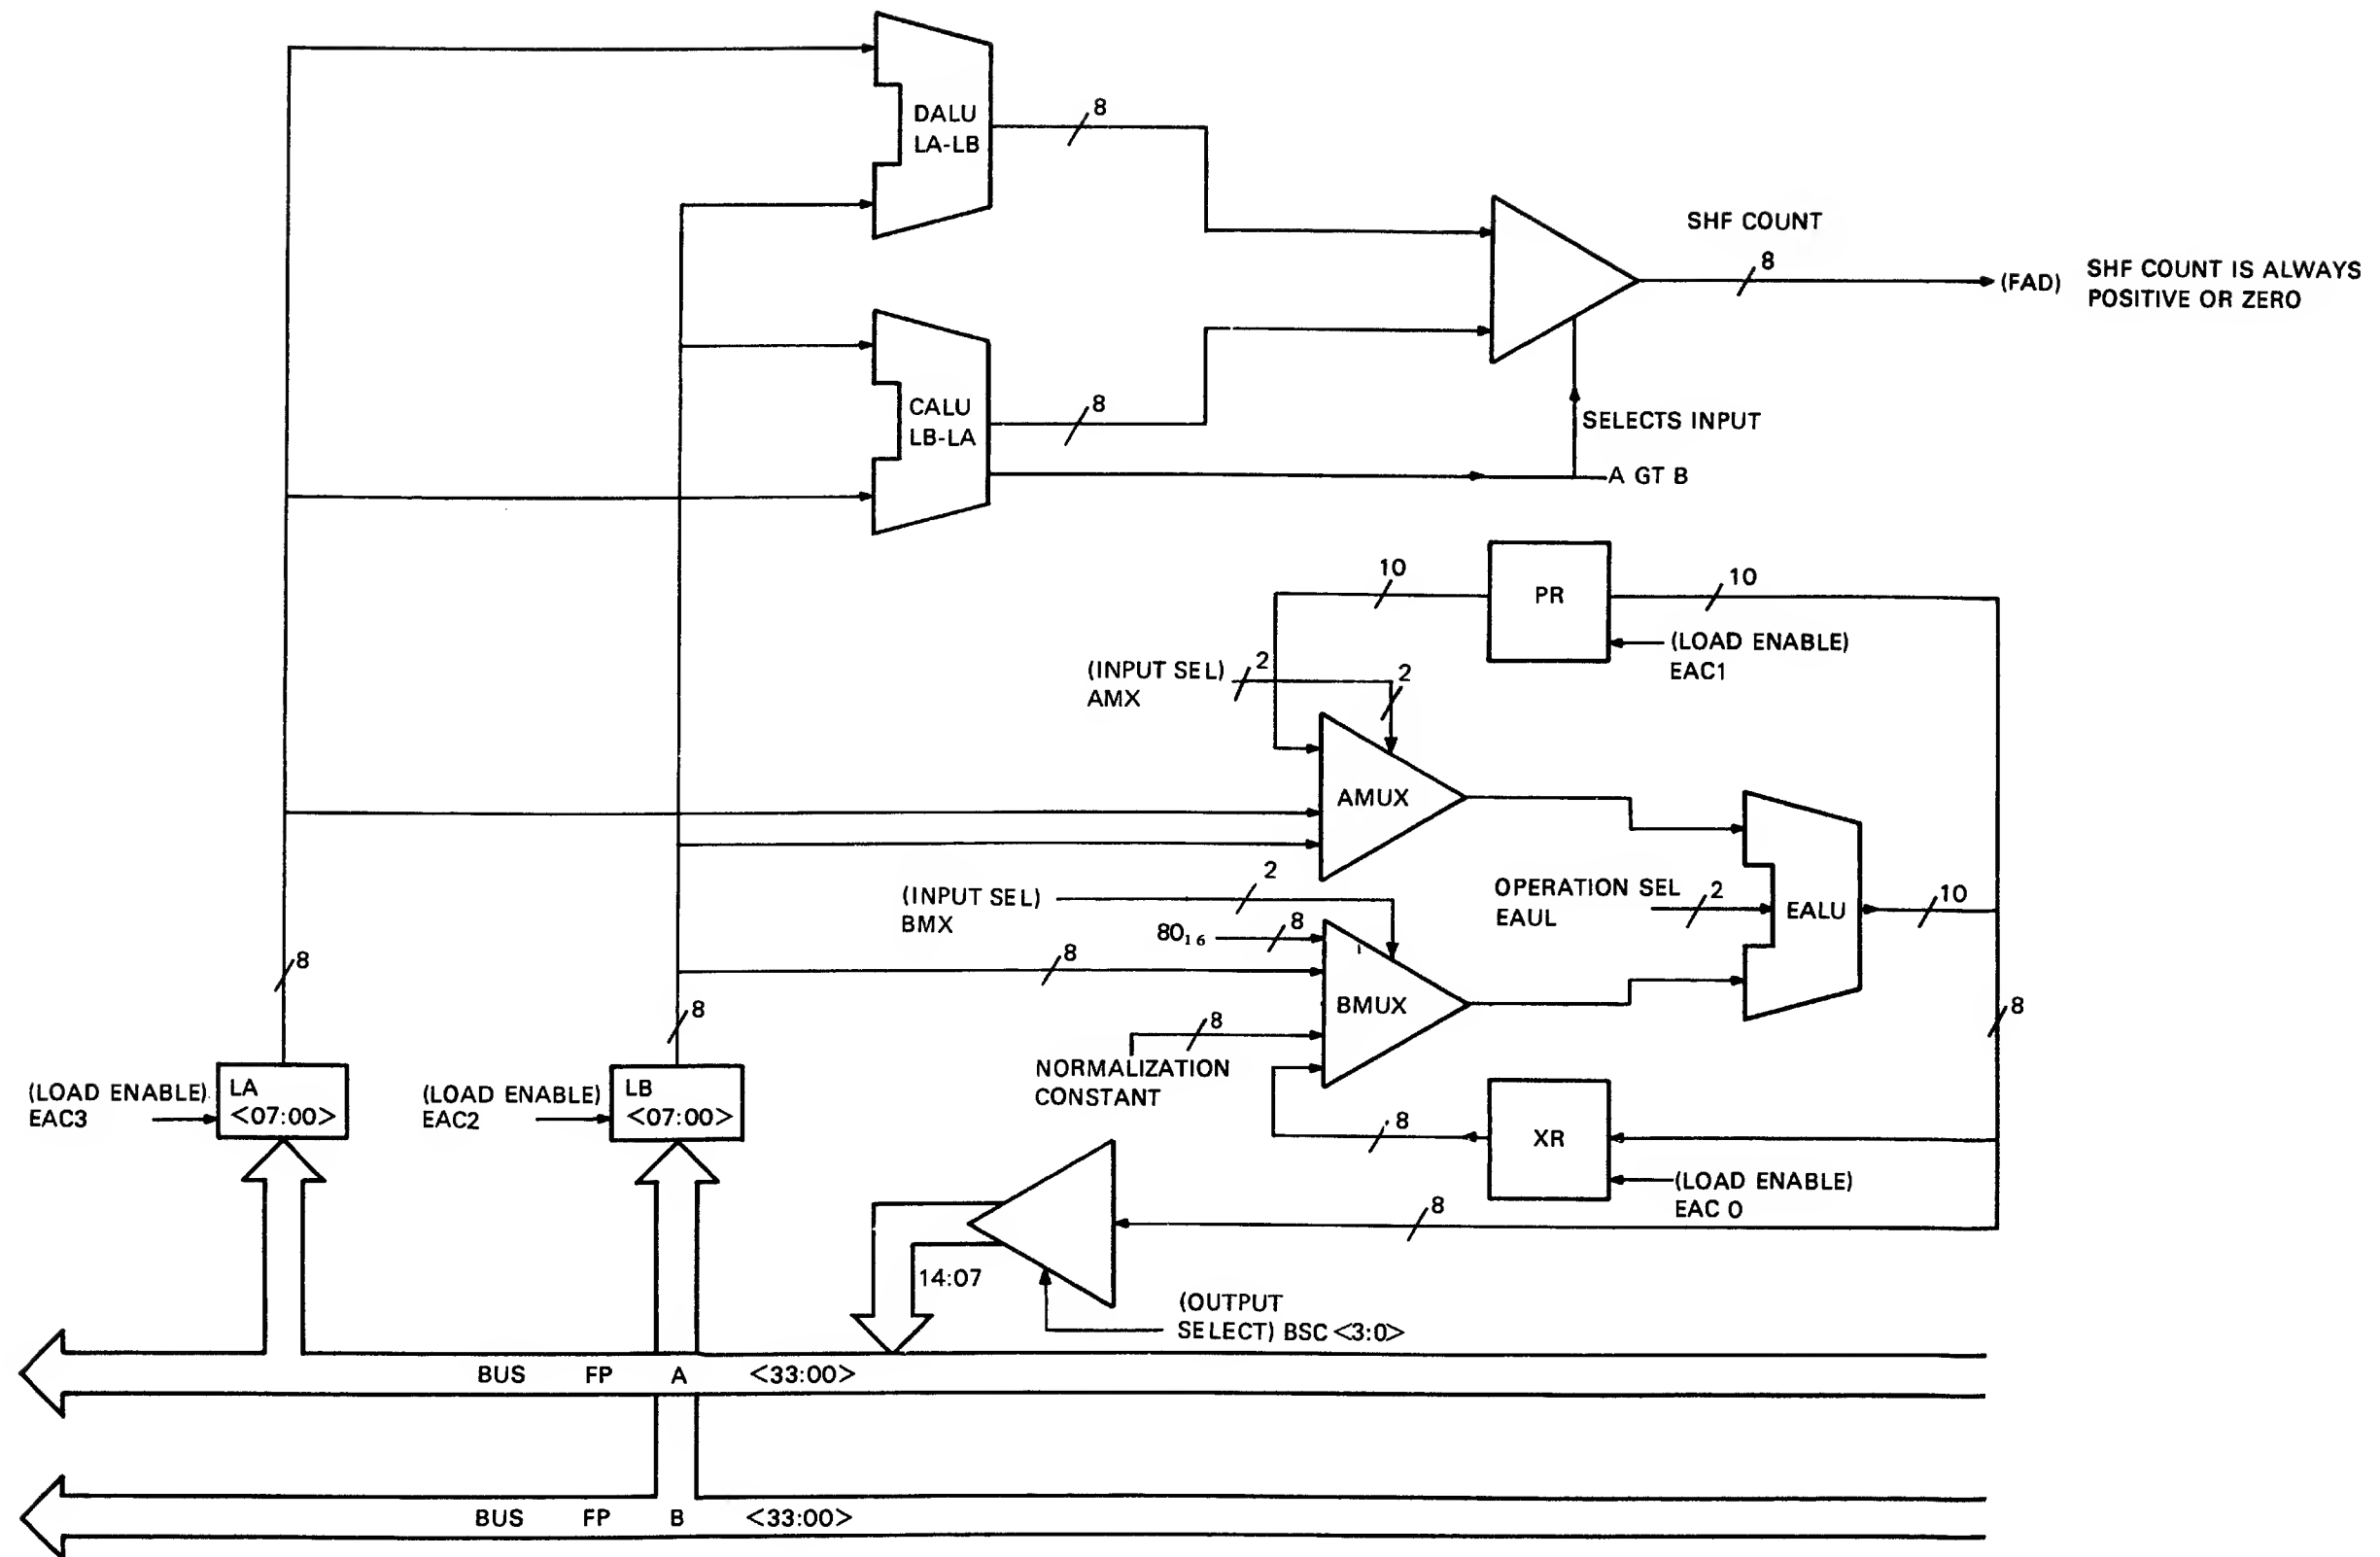 DALU
LA-LB
8
SHF COUNT
8
(FAD)
SHF COUNT IS ALWAYS
POSITIVE OR ZERO
CALU
LB-LA
8
SELECTS INPUT
A GT B
10
PR
10
(LOAD ENABLE)
EAC1
(INPUT SEL)
AMX
2
2
AMUX
(INPUT SEL)
BMX
2
OPERATION SEL
EAUL
2
EALU
10
80₁₆
8
8
BMUX
8
8
8
8
NORMALIZATION
CONSTANT
(LOAD ENABLE)
EAC3
LA
<07:00>
(LOAD ENABLE)
EAC2
LB
<07:00>
8
XR
(LOAD ENABLE)
EAC 0
8
14:07
(OUTPUT
SELECT) BSC <3:0>
BUS FP A <33:00>
BUS FP B <33:00>